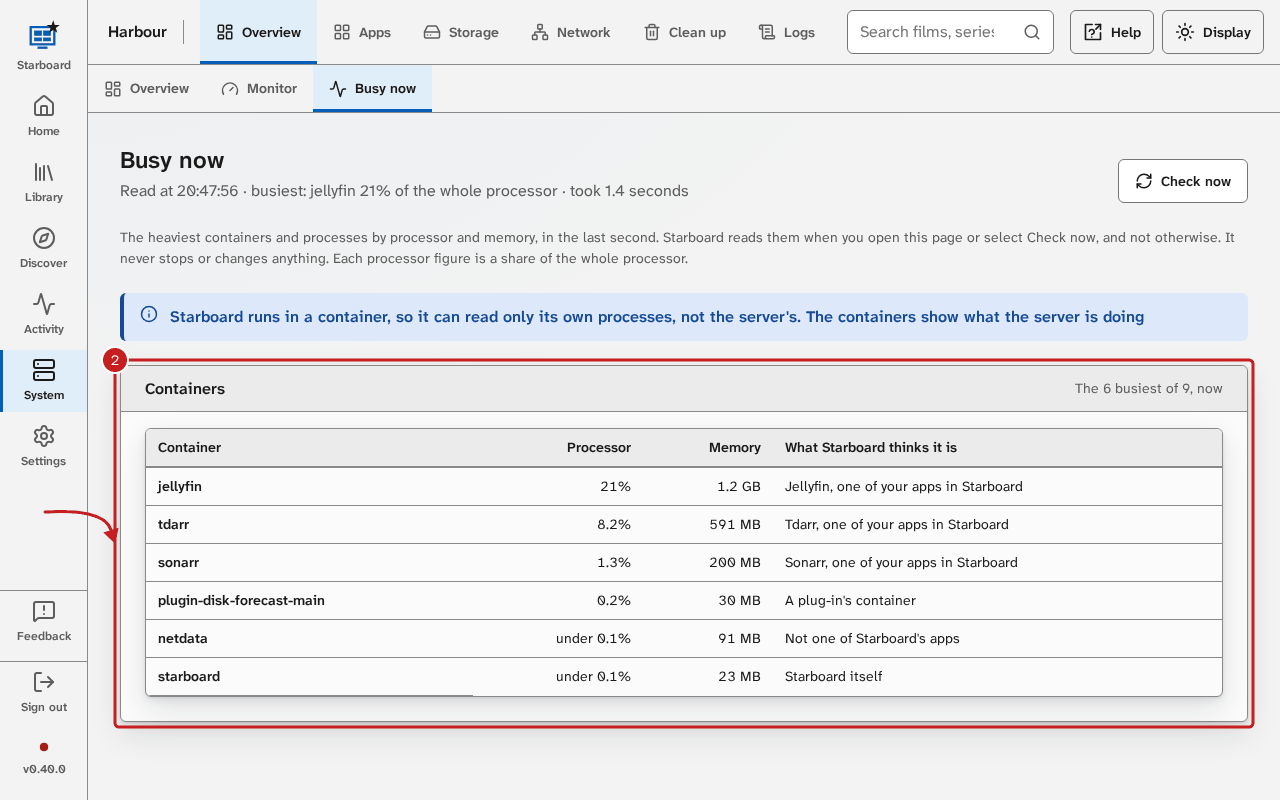 Starboard
Home
Library
Discover
Activity
System
Settings
Feedback
Sign out
v0.40.0
Harbour
Overview
Apps
Storage
Network
Clean up
Logs
Search films, series
Help
Display
Overview
Monitor
Busy now
Busy now
Read at 20:47:56 · busiest: jellyfin 21% of the whole processor · took 1.4 seconds
Check now
The heaviest containers and processes by processor and memory, in the last second. Starboard reads them when you open this page or select Check now, and not otherwise. It
never stops or changes anything. Each processor figure is a share of the whole processor.
Starboard runs in a container, so it can read only its own processes, not the server's. The containers show what the server is doing
2
Containers
The 6 busiest of 9, now
Container Processor Memory What Starboard thinks it is
jellyfin 21% 1.2 GB Jellyfin, one of your apps in Starboard
tdarr 8.2% 591 MB Tdarr, one of your apps in Starboard
sonarr 1.3% 200 MB Sonarr, one of your apps in Starboard
plugin-disk-forecast-main 0.2% 30 MB A plug-in's container
netdata under 0.1% 91 MB Not one of Starboard's apps
starboard under 0.1% 23 MB Starboard itself